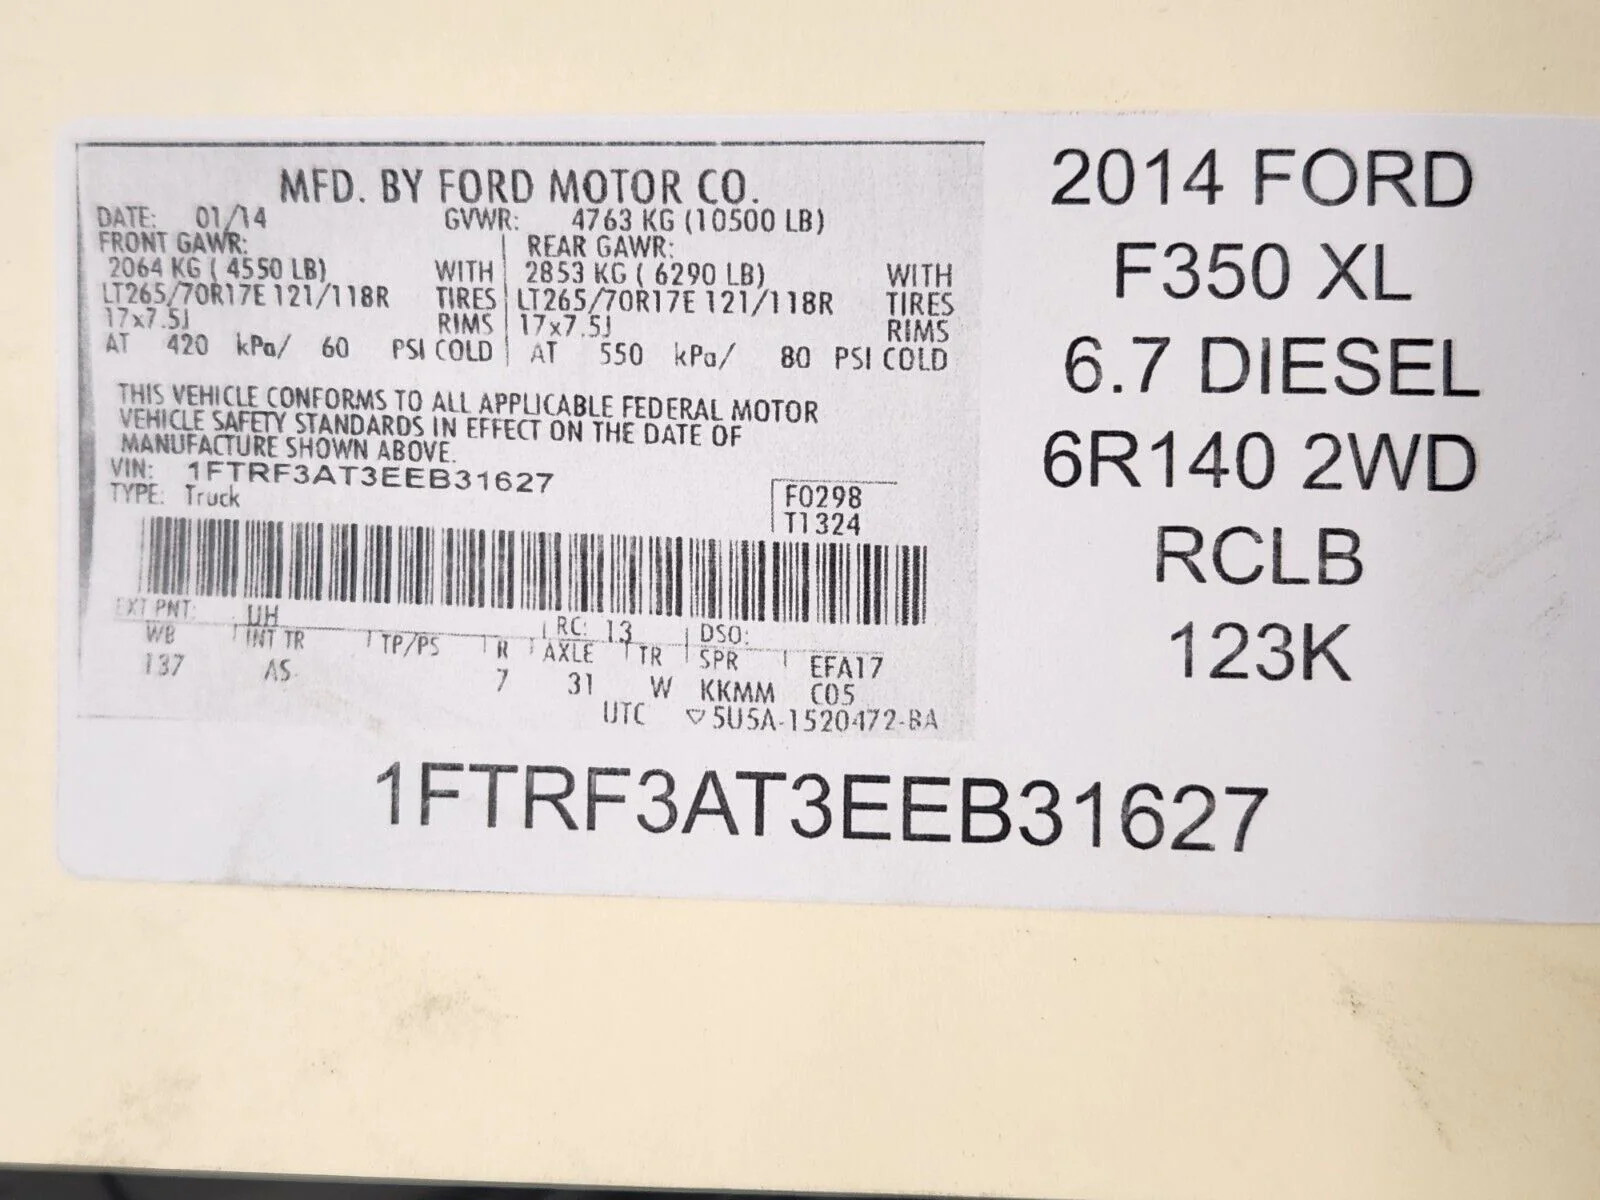 MFD. BY FORD MOTOR CO.
DATE: 01/14 GVWR: 4763 KG (10500 LB)
FRONT GAWR: REAR GAWR:
2064 KG ( 4550 LB) WITH 2853 KG ( 6290 LB) WITH
LT265/70R17E 121/118R TIRES LT265/70R17E 121/118R TIRES
17x7.5J RIMS 17x7.5J RIMS
AT 420 kPa/ 60 PSI COLD AT 550 kPa/ 80 PSI COLD
THIS VEHICLE CONFORMS TO ALL APPLICABLE FEDERAL MOTOR
VEHICLE SAFETY STANDARDS IN EFFECT ON THE DATE OF
MANUFACTURE SHOWN ABOVE.
VIN: 1FTRF3AT3EEB31627
TYPE: Truck
F0298
T1324
EXT PNT: UH RC: 13 DSO:
WB INT TR TP/PS R AXLE TR SPR EFA17
137 AS 7 31 W KKMM C05
UTC ▽5U5A-1520472-BA
2014 FORD
F350 XL
6.7 DIESEL
6R140 2WD
RCLB
123K
1FTRF3AT3EEB31627